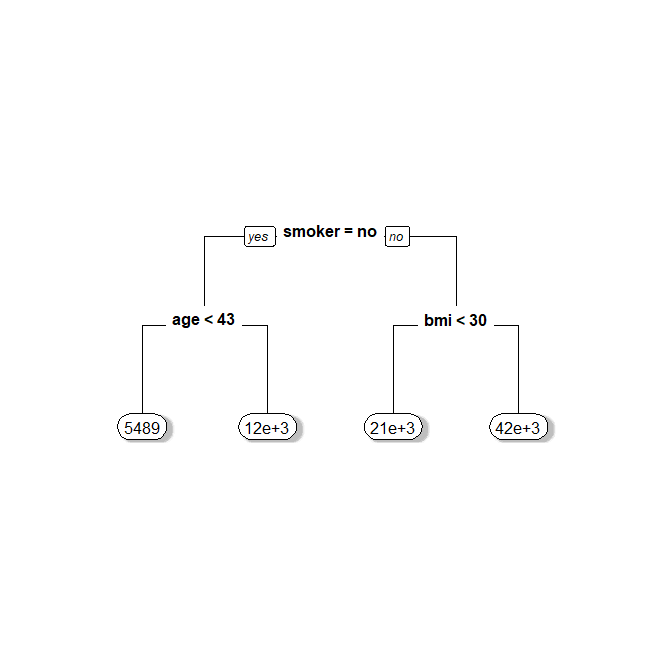 yes smoker = no no
age < 43 bmi < 30
5489 12e+3 21e+3 42e+3